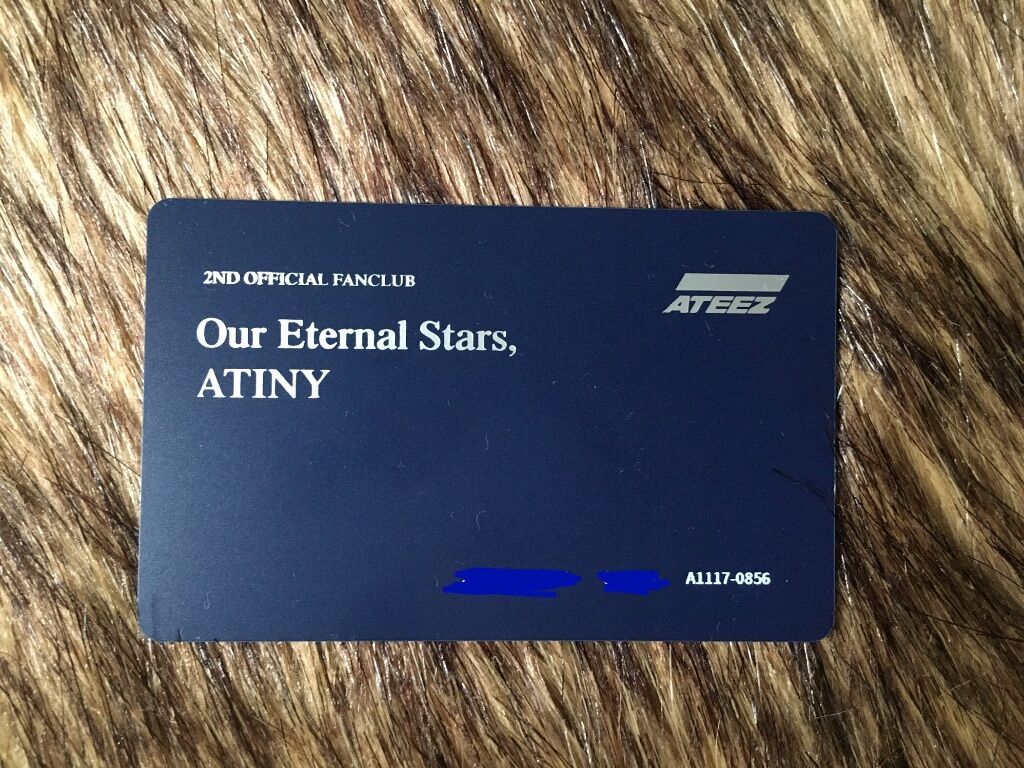 2ND OFFICIAL FANCLUB
ATEEZ
Our Eternal Stars,
ATINY
A1117-0856